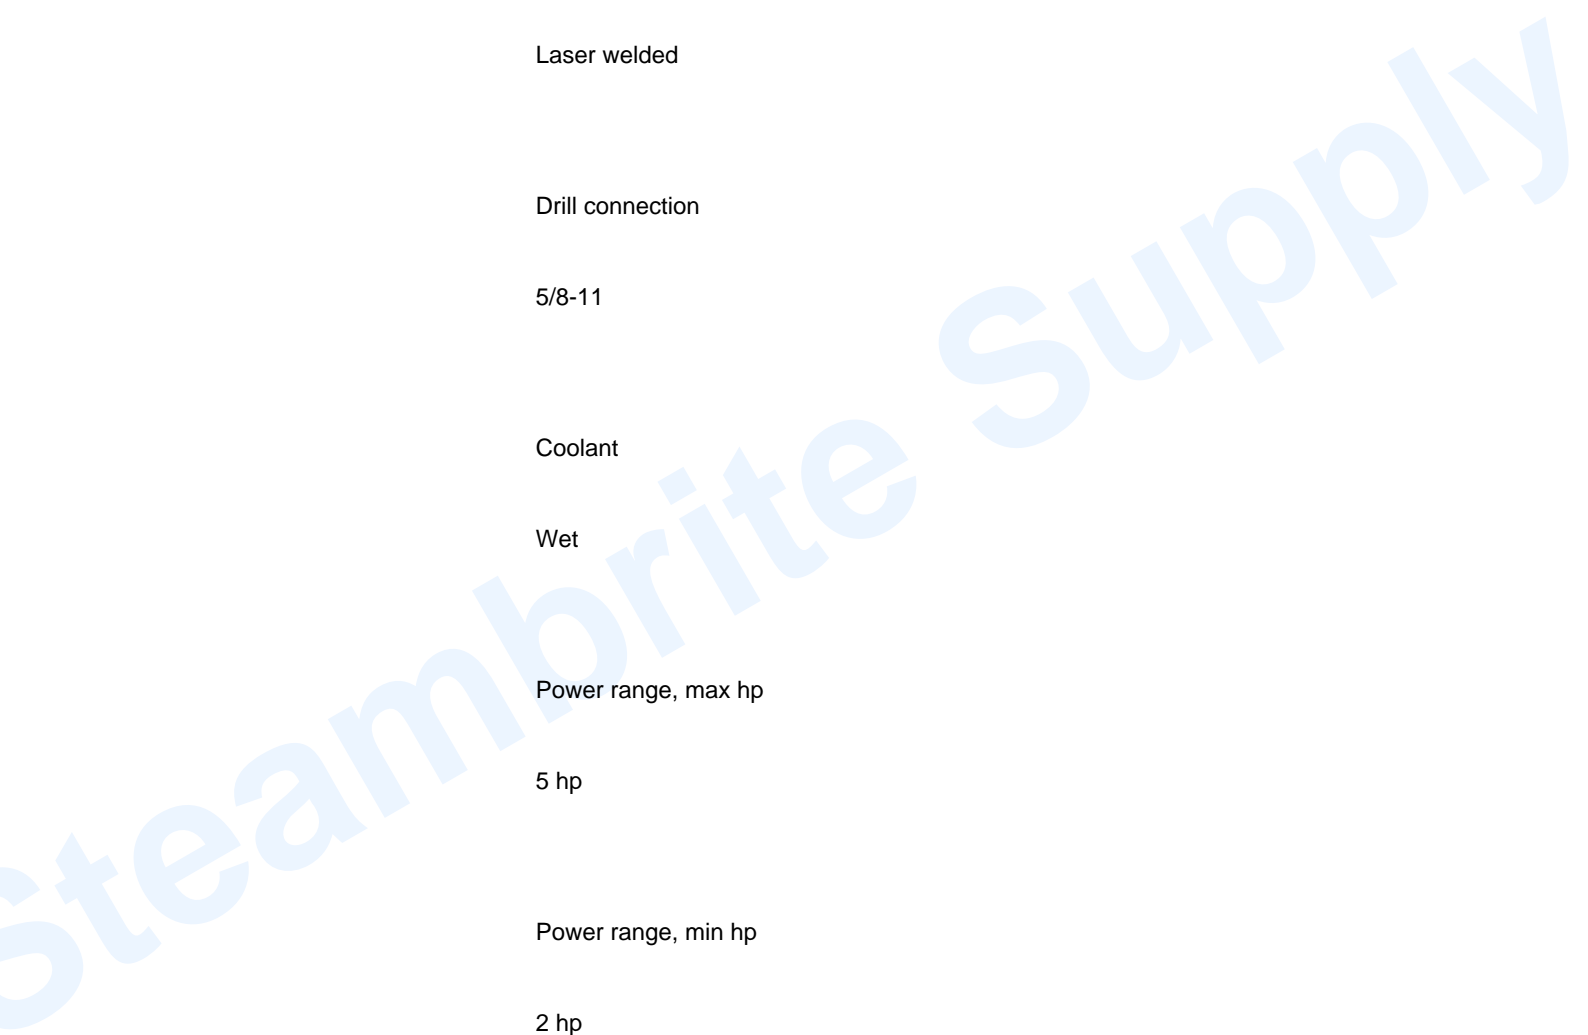 Laser welded
Drill connection
5/8-11
Coolant
Wet
Power range, max hp
5 hp
Power range, min hp
2 hp
Steambrite Supply